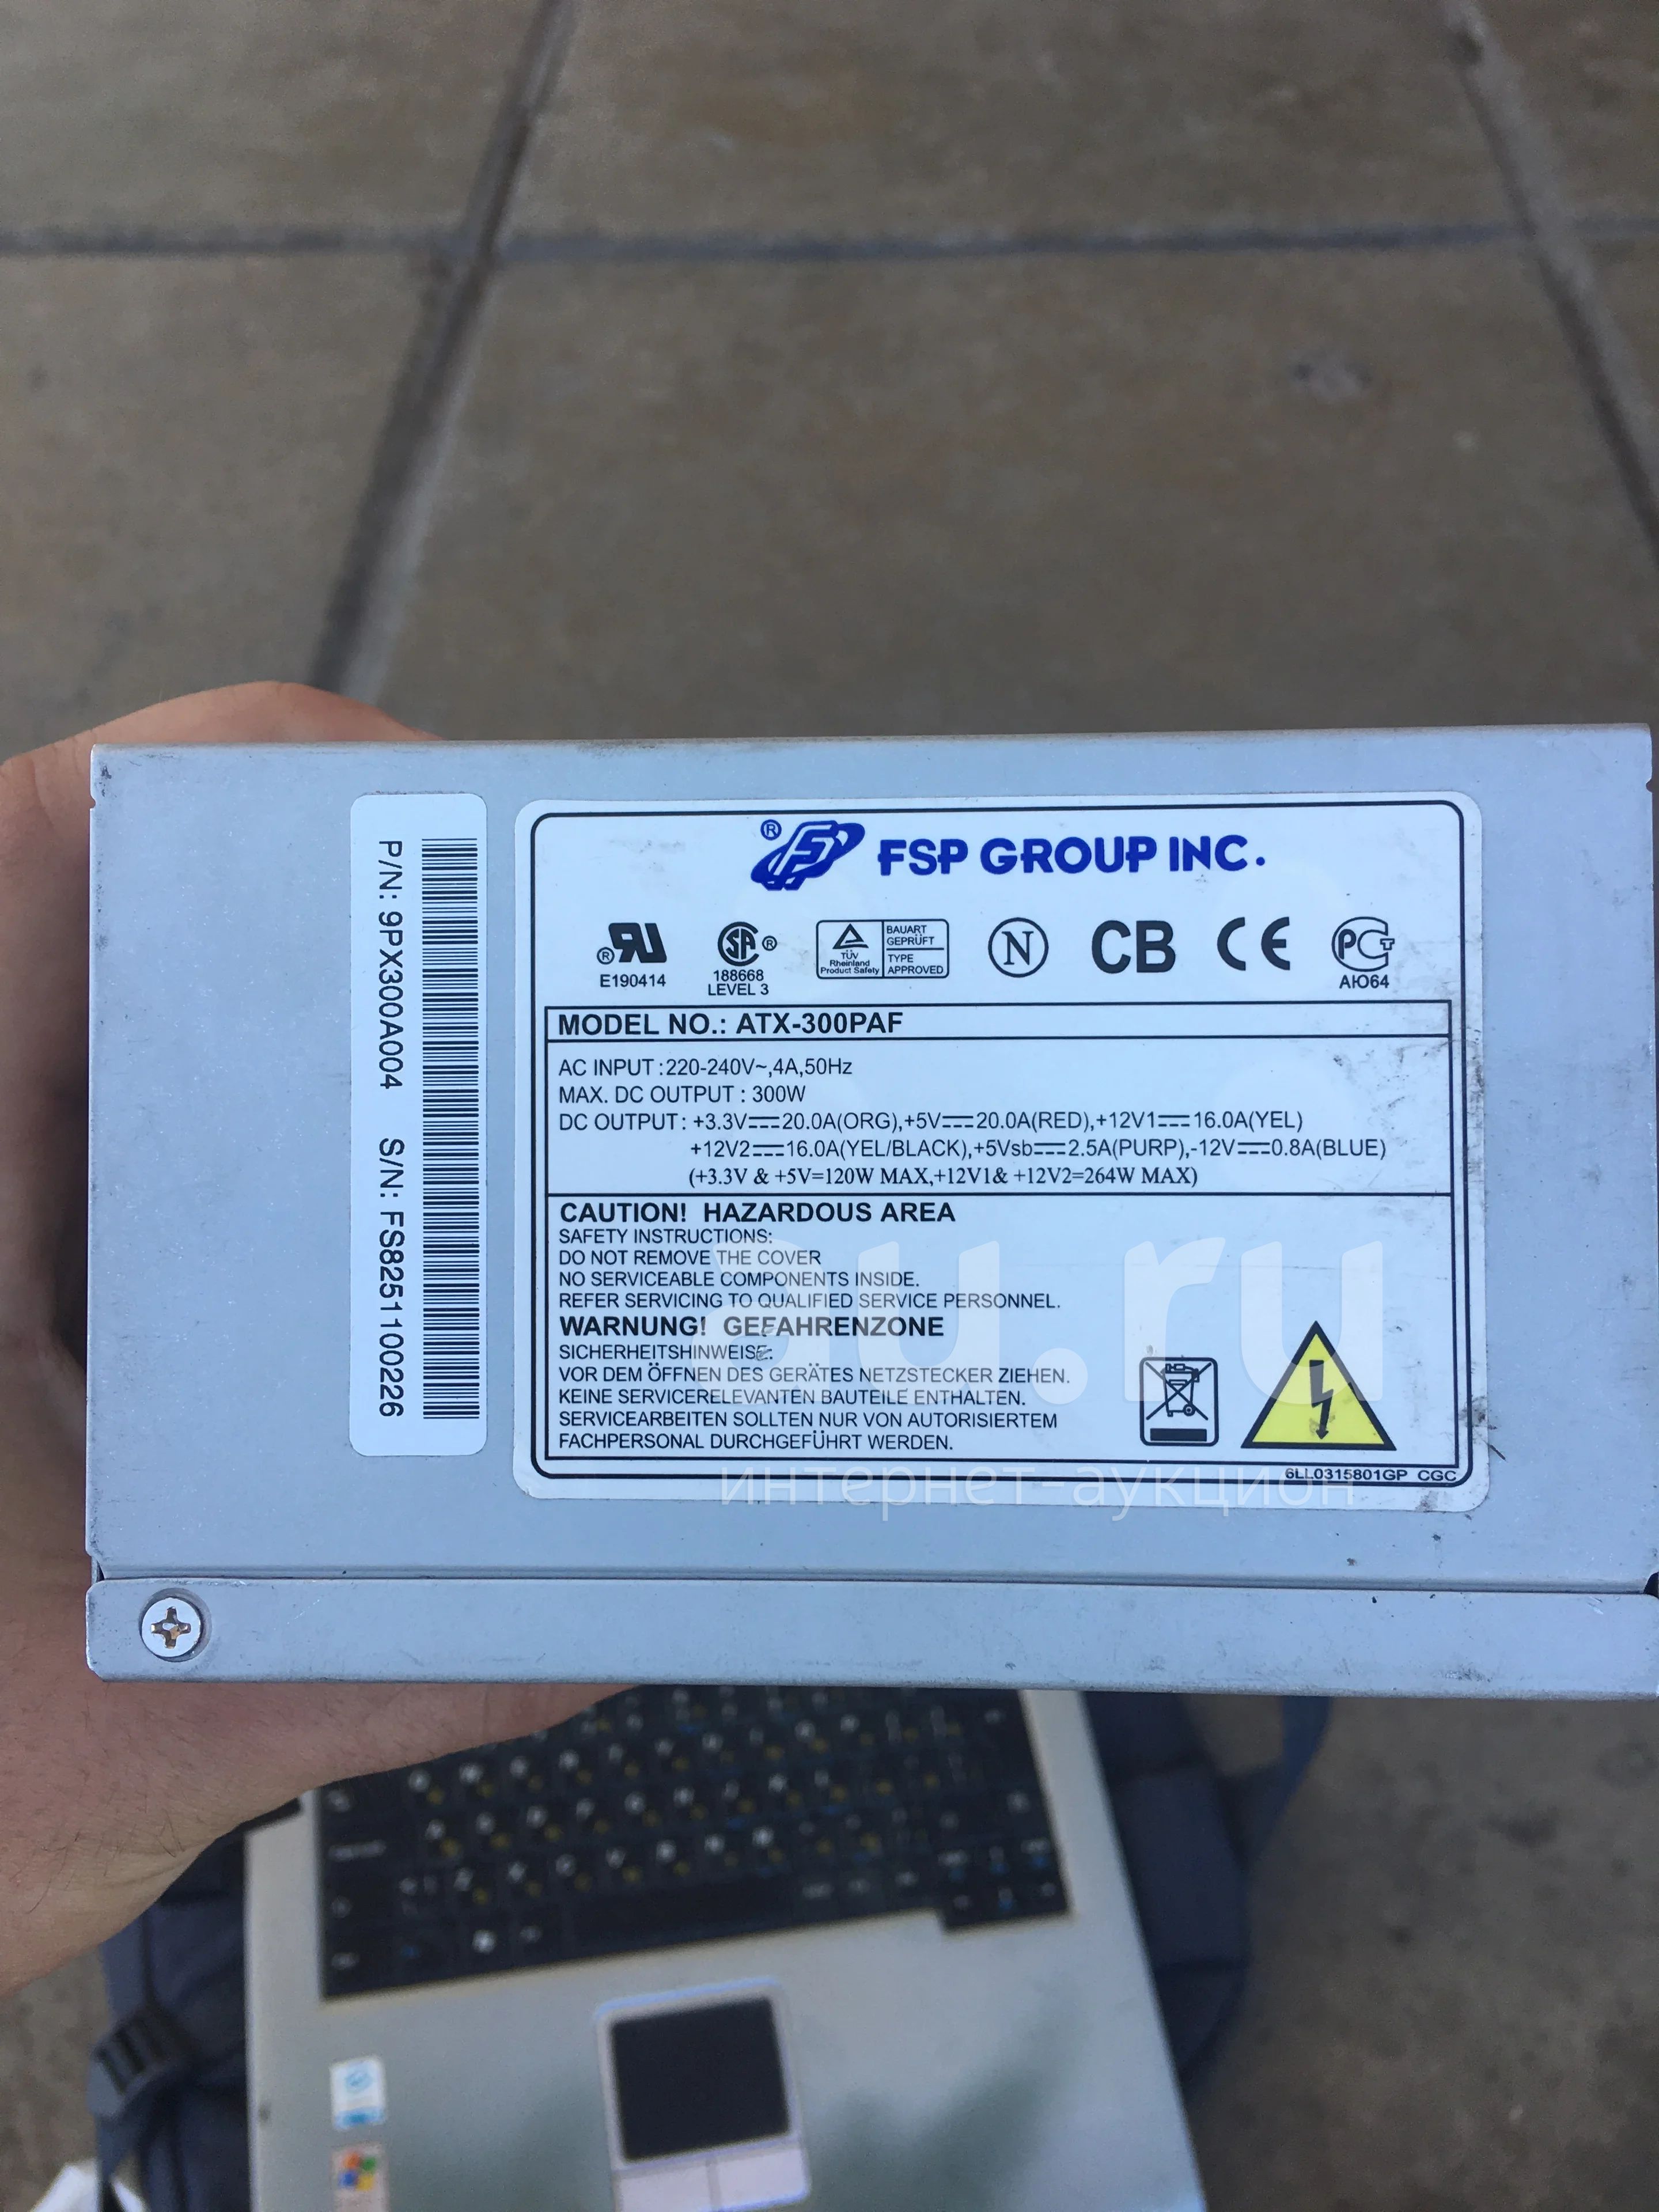 P/N: 9PX300A004 S/N: FS8251100226
® FSP GROUP INC.
® RU SA ® TÜV Rheinland Product Safety BAUART GEPRÜFT TYPE APPROVED N CB CE PCT
E190414 188668 LEVEL 3 АЮ64
MODEL NO.: ATX-300PAF
AC INPUT :220-240V~,4A,50Hz
MAX. DC OUTPUT : 300W
DC OUTPUT : +3.3V⎓20.0A(ORG),+5V⎓20.0A(RED),+12V1⎓16.0A(YEL)
+12V2⎓16.0A(YEL/BLACK),+5Vsb⎓2.5A(PURP),-12V⎓0.8A(BLUE)
(+3.3V & +5V=120W MAX,+12V1& +12V2=264W MAX)
CAUTION! HAZARDOUS AREA
SAFETY INSTRUCTIONS:
DO NOT REMOVE THE COVER
NO SERVICEABLE COMPONENTS INSIDE.
REFER SERVICING TO QUALIFIED SERVICE PERSONNEL.
WARNUNG! GEFAHRENZONE
SICHERHEITSHINWEISE:
VOR DEM ÖFFNEN DES GERÄTES NETZSTECKER ZIEHEN.
KEINE SERVICERELEVANTEN BAUTEILE ENTHALTEN.
SERVICEARBEITEN SOLLTEN NUR VON AUTORISIERTEM
FACHPERSONAL DURCHGEFÜHRT WERDEN.
6LL0315801GP CGC
au.ru
интернет-аукцион